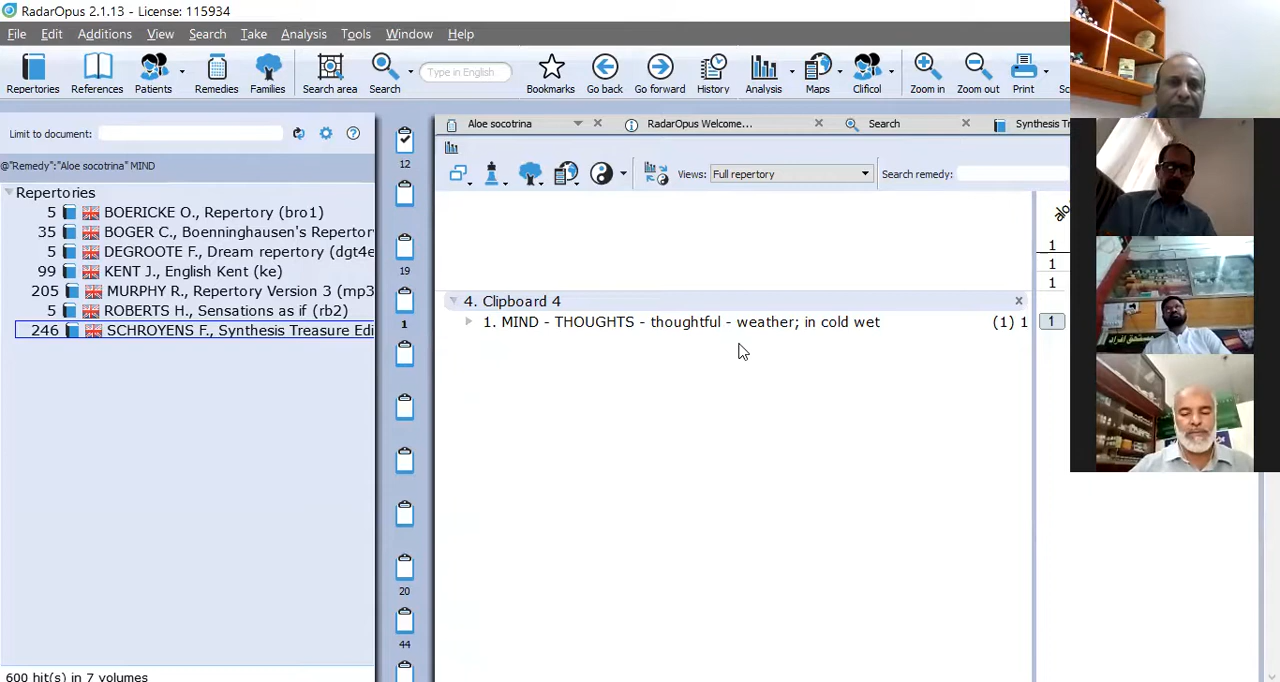 RadarOpus 2.1.13 - License: 115934
File Edit Additions View Search Take Analysis Tools Window Help
Repertories References Patients Remedies Families Search area Search Type in English Bookmarks Go back Go forward History Analysis Maps Clificol Zoom in Zoom out Print
Limit to document:
Aloe socotrina RadarOpus Welcome... Search Synthesis Tr
@"Remedy":"Aloe socotrina" MIND
12
Views: Full repertory Search remedy:
Repertories
5 BOERICKE O., Repertory (bro1)
35 BOGER C., Boenninghausen's Repertory
5 DEGROOTE F., Dream repertory (dgt4e
99 KENT J., English Kent (ke)
205 MURPHY R., Repertory Version 3 (mp3
5 ROBERTS H., Sensations as if (rb2)
246 SCHROYENS F., Synthesis Treasure Edi
19
1
20
44
1
1
1
4. Clipboard 4
1. MIND - THOUGHTS - thoughtful - weather; in cold wet (1) 1 1
مستحق افراد
600 hit(s) in 7 volumes